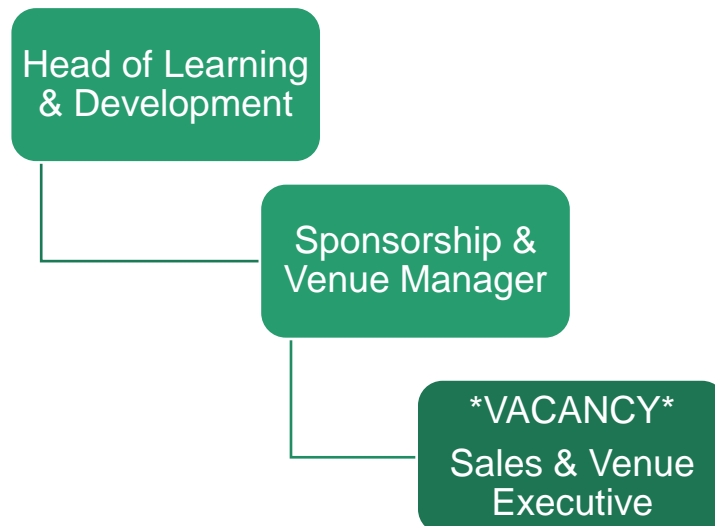 Head of Learning
& Development
Sponsorship &
Venue Manager
*VACANCY*
Sales & Venue
Executive